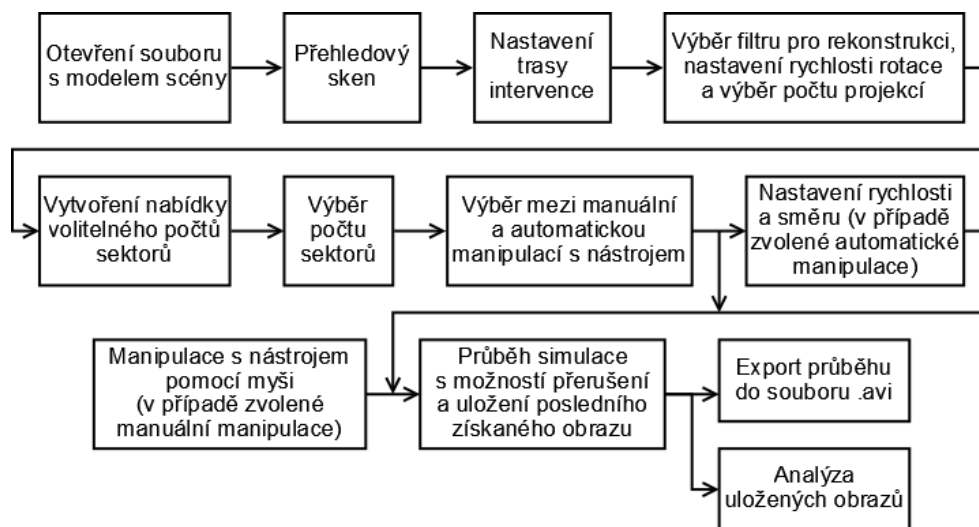 Otevření souboru
s modelem scény
Přehledový
sken
Nastavení
trasy
intervence
Výběr filtru pro rekonstrukci,
nastavení rychlosti rotace
a výběr počtu projekcí
Vytvoření nabídky
volitelného počtů
sektorů
Výběr
počtu
sektorů
Výběr mezi manuální
a automatickou
manipulací s nástrojem
Nastavení rychlosti
a směru (v případě
zvolené automatické
manipulace)
Manipulace s nástrojem
pomocí myši
(v případě zvolené
manuální manipulace)
Průběh simulace
s možností přerušení
a uložení posledního
získaného obrazu
Export průběhu
do souboru .avi
Analýza
uložených obrazů